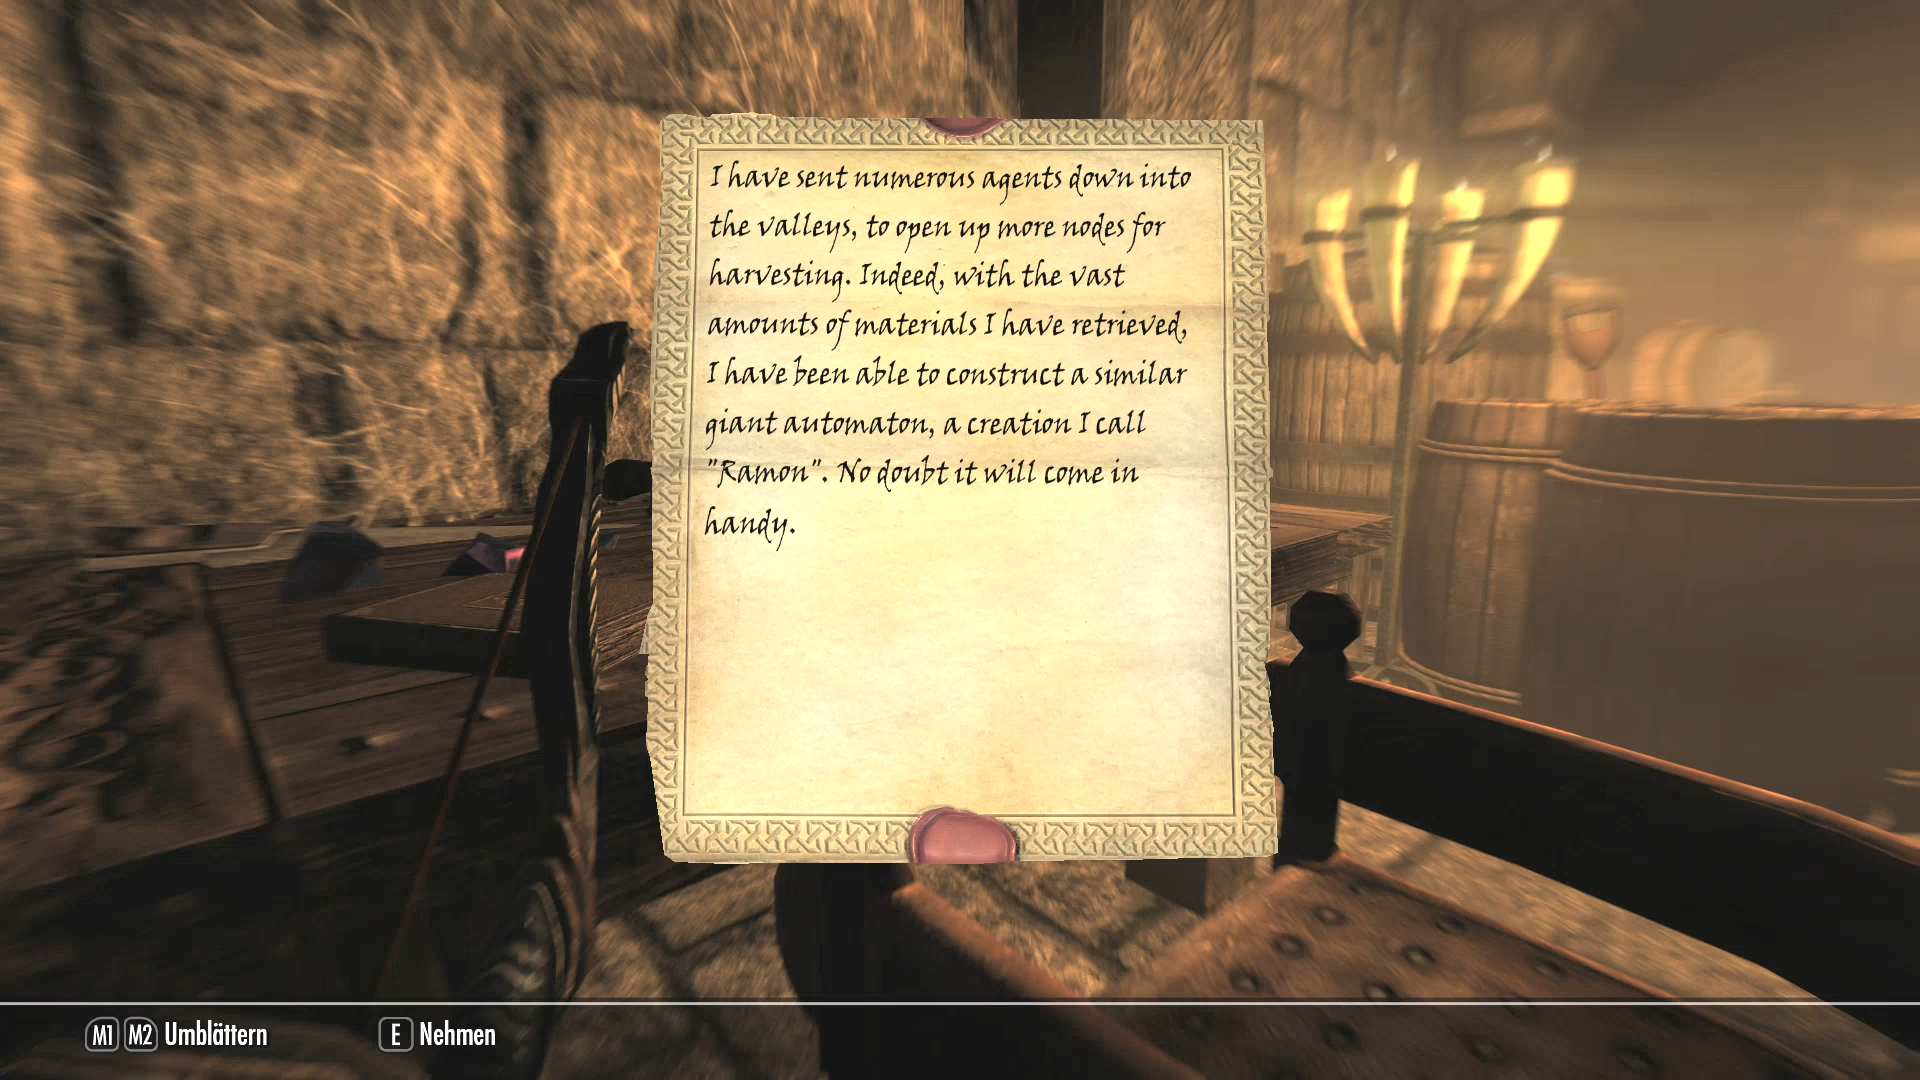 I have sent numerous agents down into
the valleys, to open up more nodes for
harvesting. Indeed, with the vast
amounts of materials I have retrieved,
I have been able to construct a similar
giant automaton, a creation I call
"Ramon". No doubt it will come in
handy.
M1 M2 Umblättern E Nehmen